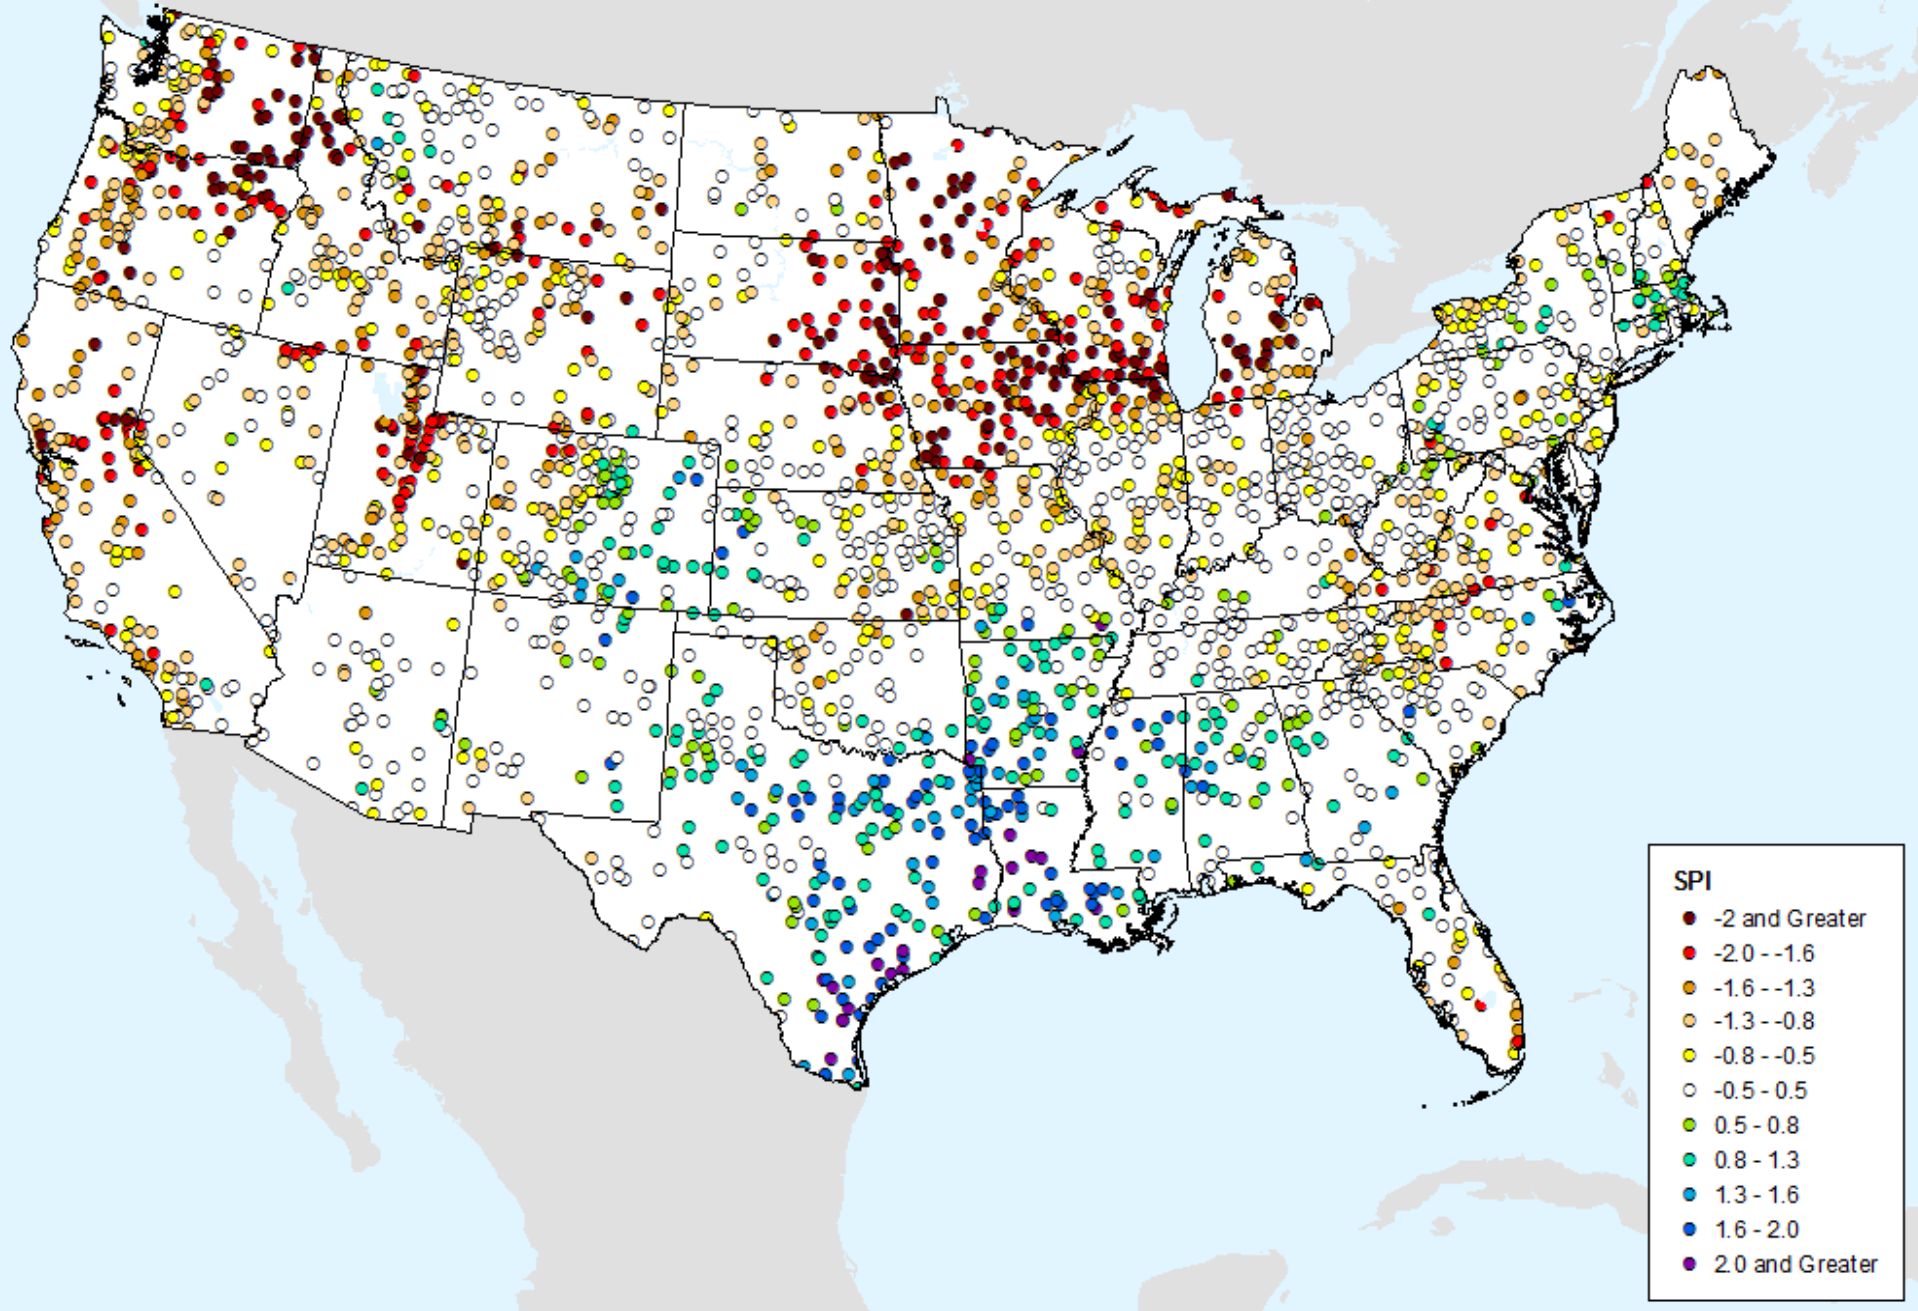 SPI
-2 and Greater
-2.0 - -1.6
-1.6 - -1.3
-1.3 - -0.8
-0.8 - -0.5
-0.5 - 0.5
0.5 - 0.8
0.8 - 1.3
1.3 - 1.6
1.6 - 2.0
2.0 and Greater